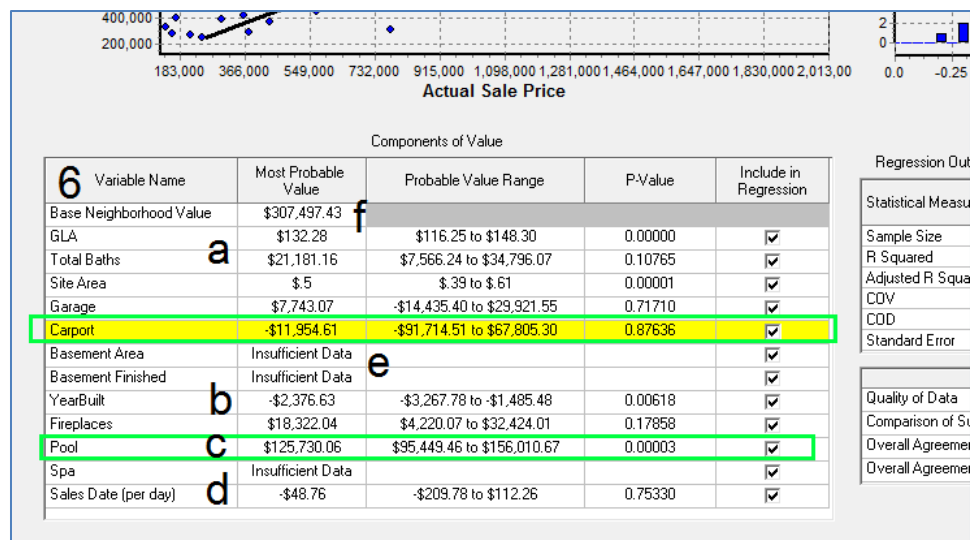 400,000
200,000
183,000 366,000 549,000 732,000 915,000 1,098,000 1,281,000 1,464,000 1,647,000 1,830,000 2,013,00
Actual Sale Price
2
0
0.0 -0.25
Components of Value
6 Variable Name Most Probable Value Probable Value Range P-Value Include in Regression
Base Neighborhood Value $307,497.43 f
GLA $132.28 $116.25 to $148.30 0.00000
a
Total Baths $21,181.16 $7,566.24 to $34,796.07 0.10765
Site Area $.5 $.39 to $.61 0.00001
Garage $7,743.07 -$14,435.40 to $29,921.55 0.71710
Carport -$11,954.61 -$91,714.51 to $67,805.30 0.87636
Basement Area Insufficient Data
e
Basement Finished Insufficient Data
YearBuilt b -$2,376.63 -$3,267.78 to -$1,485.48 0.00618
Fireplaces $18,322.04 $4,220.07 to $32,424.01 0.17858
Pool c $125,730.06 $95,449.46 to $156,010.67 0.00003
Spa Insufficient Data
Sales Date (per day) d -$48.76 -$209.78 to $112.26 0.75330
Regression Out
Statistical Measu
Sample Size
R Squared
Adjusted R Squa
COV
COD
Standard Error
Quality of Data
Comparison of Su
Overall Agreemer
Overall Agreemer